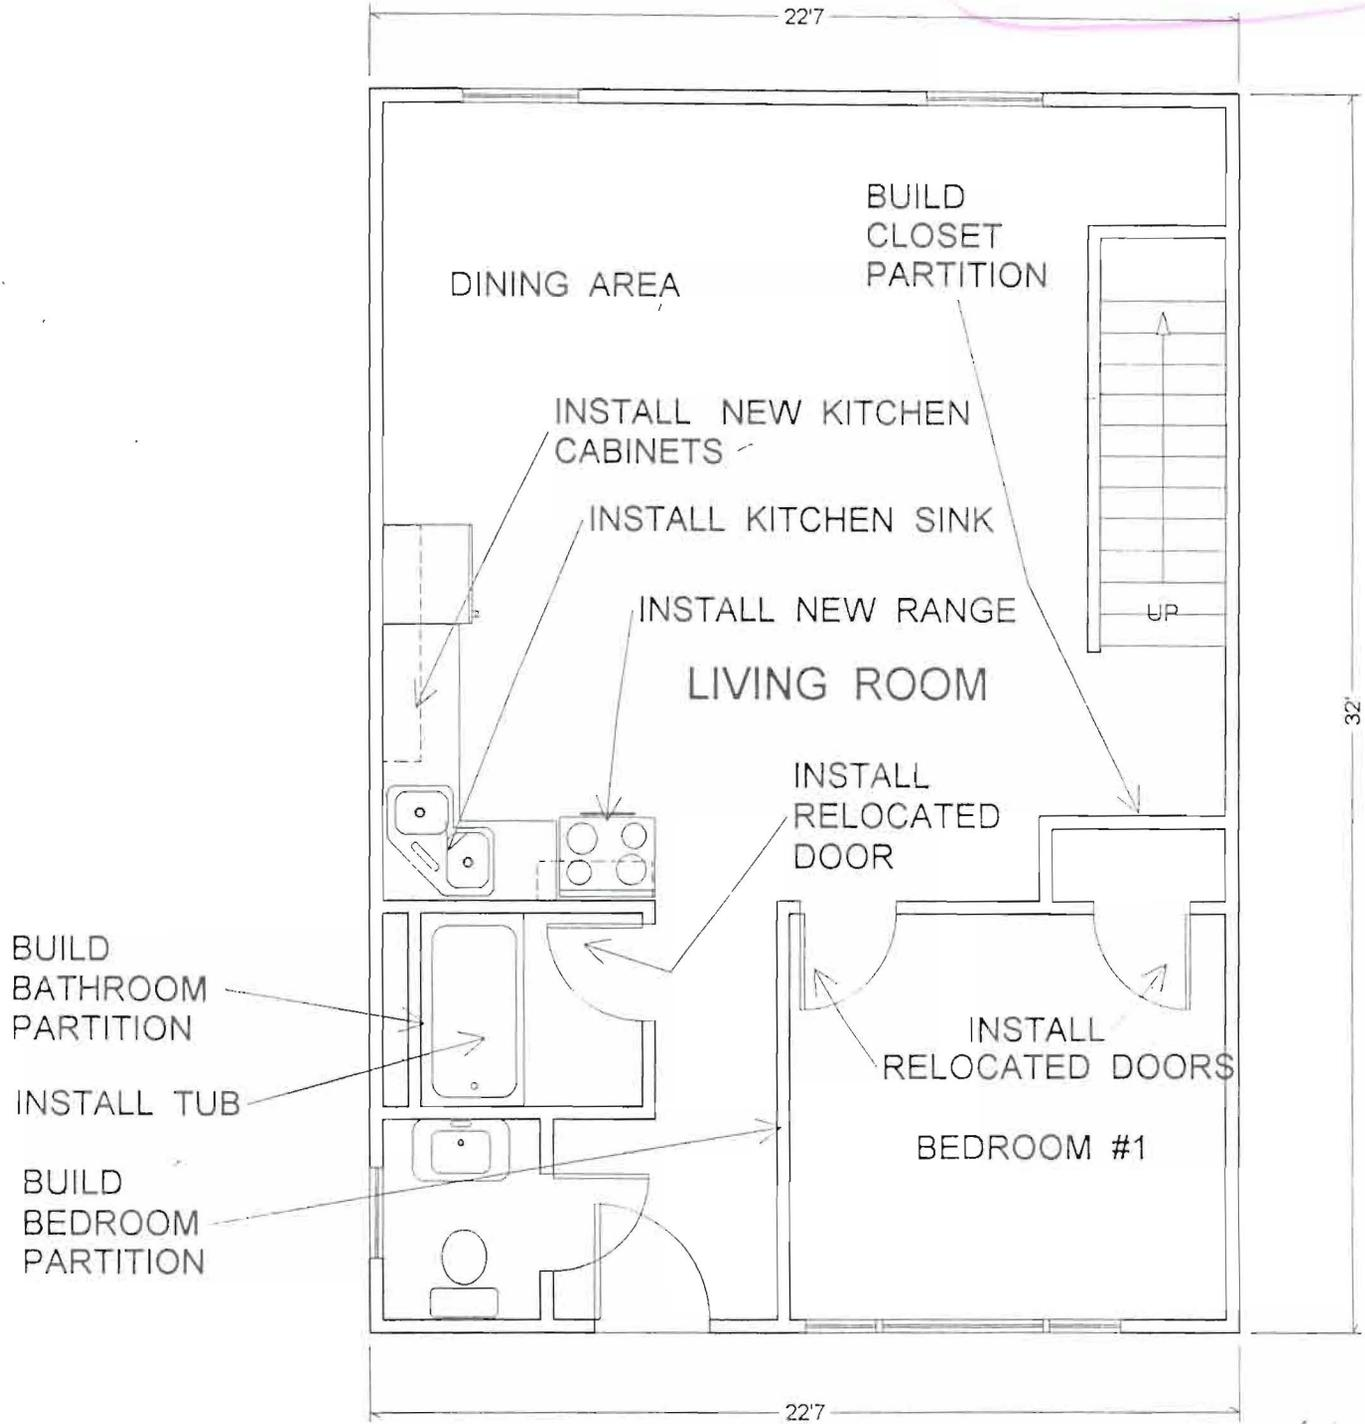 22'7
BUILD
CLOSET
PARTITION
DINING AREA
INSTALL NEW KITCHEN
CABINETS
INSTALL KITCHEN SINK
INSTALL NEW RANGE
UP
LIVING ROOM
32'
INSTALL
RELOCATED
DOOR
BUILD
BATHROOM
PARTITION
INSTALL
RELOCATED DOORS
INSTALL TUB
BEDROOM #1
BUILD
BEDROOM
PARTITION
22'7